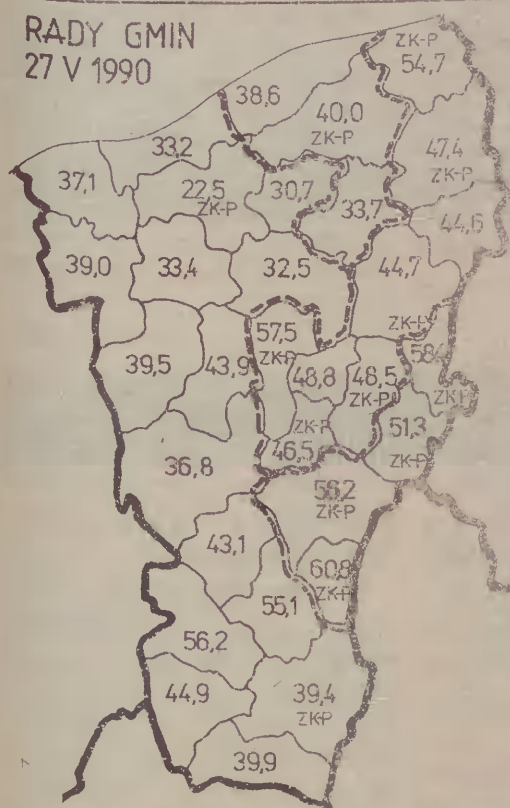 RADY GMIN
27 V 1990
ZK-P
54,7
38,6
40,0
ZK-P
33,2
47,4
ZK-P
37,1
22,5
ZK-P
30,7
33,7
44,6
39,0
33,4
32,5
44,7
ZK-P
57,5
ZK-P
39,5
43,9
48,8
ZK-P
48,5
ZK-P
51,3
ZK-P
46,5
36,8
56,2
ZK-P
43,1
60,8
ZK-P
55,1
56,2
44,9
39,4
ZK-P
39,9